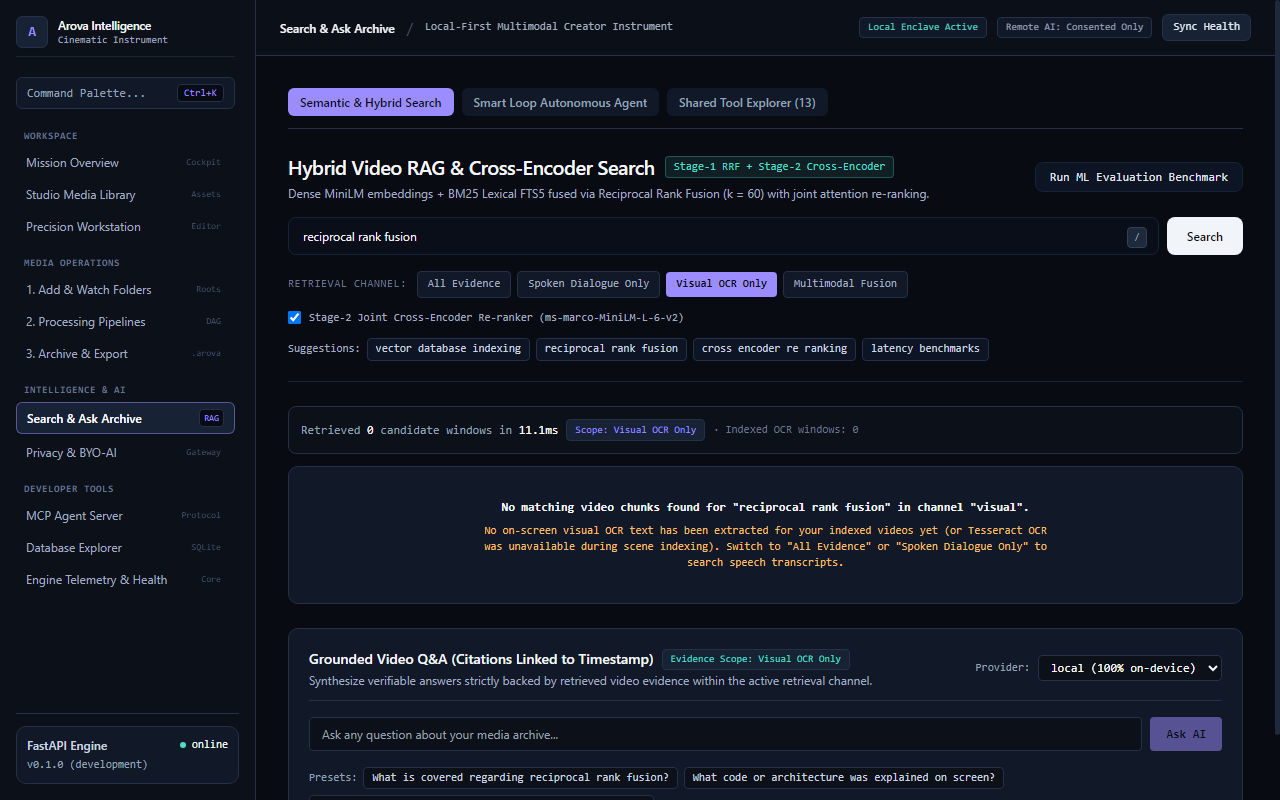 A
Arova Intelligence
Cinematic Instrument
Command Palette... Ctrl+K
WORKSPACE
Mission Overview Cockpit
Studio Media Library Assets
Precision Workstation Editor
MEDIA OPERATIONS
1. Add & Watch Folders Roots
2. Processing Pipelines DAG
3. Archive & Export .arova
INTELLIGENCE & AI
Search & Ask Archive RAG
Privacy & BYO-AI Gateway
DEVELOPER TOOLS
MCP Agent Server Protocol
Database Explorer SQLite
Engine Telemetry & Health Core
FastAPI Engine online
v0.1.0 (development)
Search & Ask Archive / Local-First Multimodal Creator Instrument
Local Enclave Active
Remote AI: Consented Only
Sync Health
Semantic & Hybrid Search
Smart Loop Autonomous Agent
Shared Tool Explorer (13)
Hybrid Video RAG & Cross-Encoder Search Stage-1 RRF + Stage-2 Cross-Encoder
Dense MiniLM embeddings + BM25 Lexical FTS5 fused via Reciprocal Rank Fusion (k = 60) with joint attention re-ranking.
Run ML Evaluation Benchmark
reciprocal rank fusion /
Search
RETRIEVAL CHANNEL: All Evidence Spoken Dialogue Only Visual OCR Only Multimodal Fusion
Stage-2 Joint Cross-Encoder Re-ranker (ms-marco-MiniLM-L-6-v2)
Suggestions: vector database indexing reciprocal rank fusion cross encoder re ranking latency benchmarks
Retrieved 0 candidate windows in 11.1ms Scope: Visual OCR Only · Indexed OCR windows: 0
No matching video chunks found for "reciprocal rank fusion" in channel "visual".
No on-screen visual OCR text has been extracted for your indexed videos yet (or Tesseract OCR
was unavailable during scene indexing). Switch to "All Evidence" or "Spoken Dialogue Only" to
search speech transcripts.
Grounded Video Q&A (Citations Linked to Timestamp) Evidence Scope: Visual OCR Only
Synthesize verifiable answers strictly backed by retrieved video evidence within the active retrieval channel.
Provider: local (100% on-device)
Ask any question about your media archive...
Ask AI
Presets: What is covered regarding reciprocal rank fusion? What code or architecture was explained on screen?